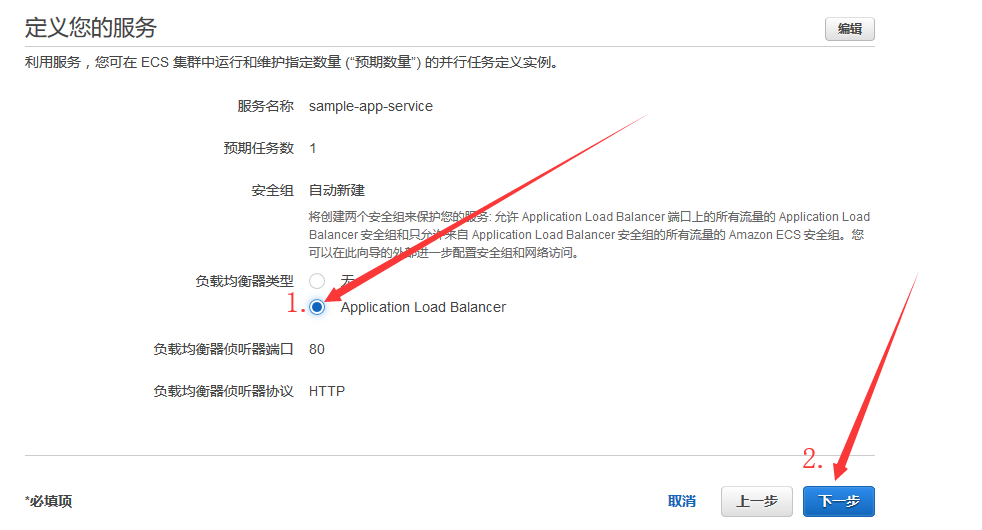 定义您的服务
编辑
利用服务，您可在 ECS 集群中运行和维护指定数量 (“预期数量”) 的并行任务定义实例。
服务名称 sample-app-service
预期任务数 1
安全组 自动新建
将创建两个安全组来保护您的服务: 允许 Application Load Balancer 端口上的所有流量的 Application Load
Balancer 安全组和只允许来自 Application Load Balancer 安全组的所有流量的 Amazon ECS 安全组。您
可以在此向导的外部进一步配置安全组和网络访问。
负载均衡器类型 无
1. Application Load Balancer
负载均衡器侦听器端口 80
负载均衡器侦听器协议 HTTP
2.
*必填项 取消 上一步 下一步